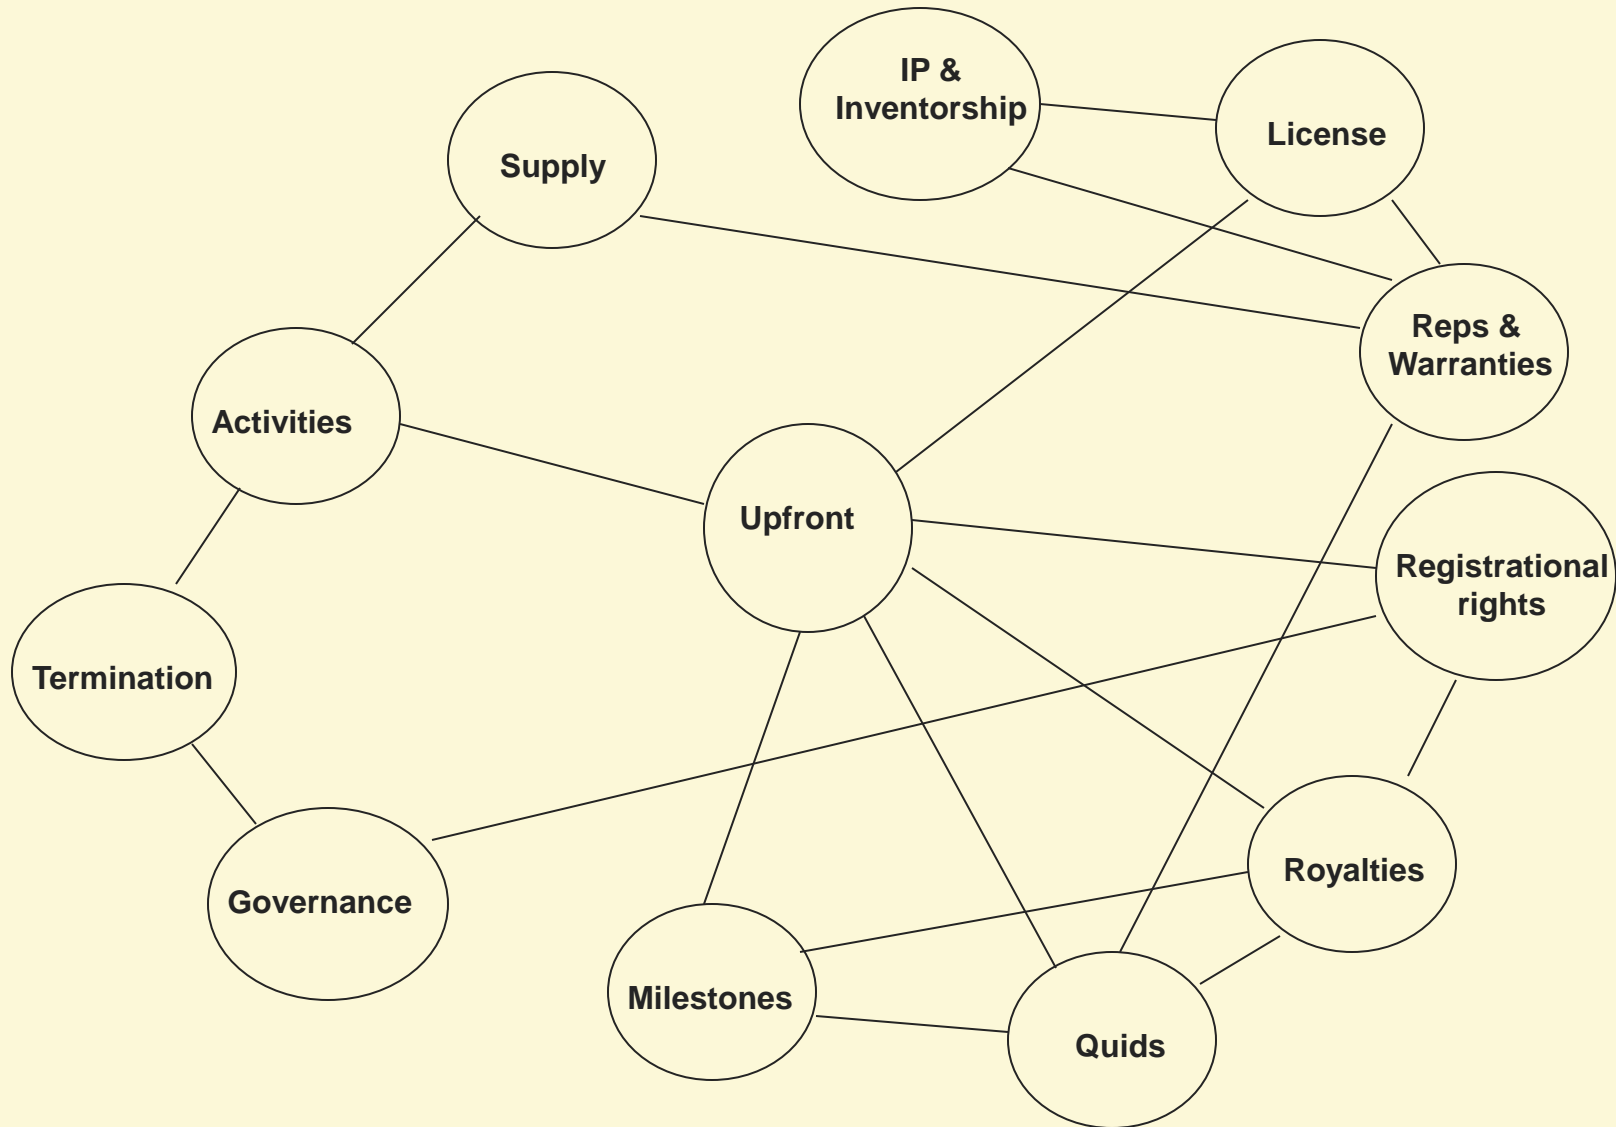 IP &
Inventorship
License
Supply
Reps &
Warranties
Activities
Upfront
Registrational
rights
Termination
Royalties
Governance
Milestones
Quids